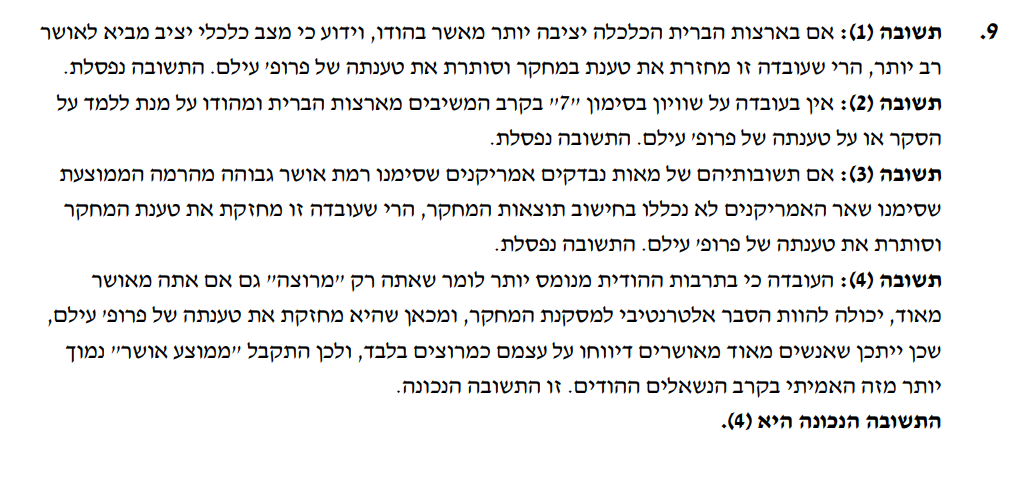 9. תשובה (1): אם בארצות הברית הכלכלה יציבה יותר מאשר בהודו, וידוע כי מצב כלכלי יציב מביא לאושר
רב יותר, הרי שעובדה זו מחזרת את טענת במחקר וסותרת את טענתה של פרופ' עילם. התשובה נפסלת.
תשובה (2): אין בעובדה על שוויון בסימון "7" בקרב המשיבים מארצות הברית ומהודו על מנת ללמד על
הסקר או על טענתה של פרופ' עילם. התשובה נפסלת.
תשובה (3): אם תשובותיהם של מאות נבדקים אמריקנים שסימנו רמת אושר גבוהה מהרמה הממוצעת
שסימנו שאר האמריקנים לא נכללו בחישוב תוצאות המחקר, הרי שעובדה זו מחזקת את טענת המחקר
וסותרת את טענתה של פרופ' עילם. התשובה נפסלת.
תשובה (4): העובדה כי בתרבות ההודית מנומס יותר לומר שאתה רק "מרוצה" גם אם אתה מאושר
מאוד, יכולה להוות הסבר אלטרנטיבי למסקנת המחקר, ומכאן שהיא מחזקת את טענתה של פרופ' עילם,
שכן ייתכן שאנשים מאוד מאושרים דיווחו על עצמם כמרוצים בלבד, ולכן התקבל "ממוצע אושר" נמוך
יותר מזה האמיתי בקרב הנשאלים ההודים. זו התשובה הנכונה.
התשובה הנכונה היא (4).